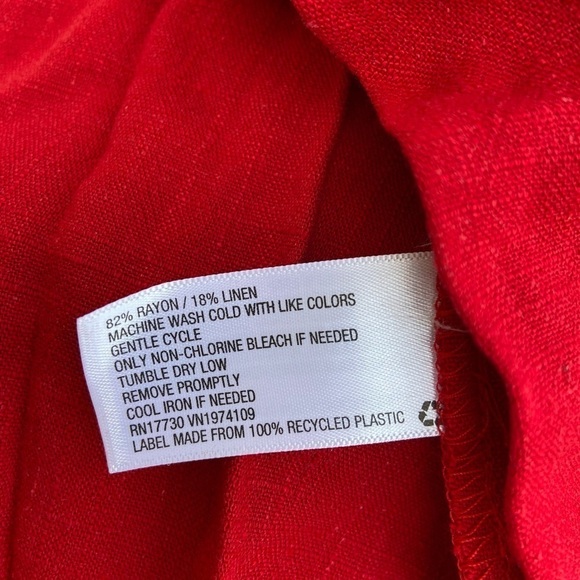 82% RAYON / 18% LINEN
MACHINE WASH COLD WITH LIKE COLORS
GENTLE CYCLE
ONLY NON-CHLORINE BLEACH IF NEEDED
TUMBLE DRY LOW
REMOVE PROMPTLY
COOL IRON IF NEEDED
RN17730 VN1974109
LABEL MADE FROM 100% RECYCLED PLASTIC